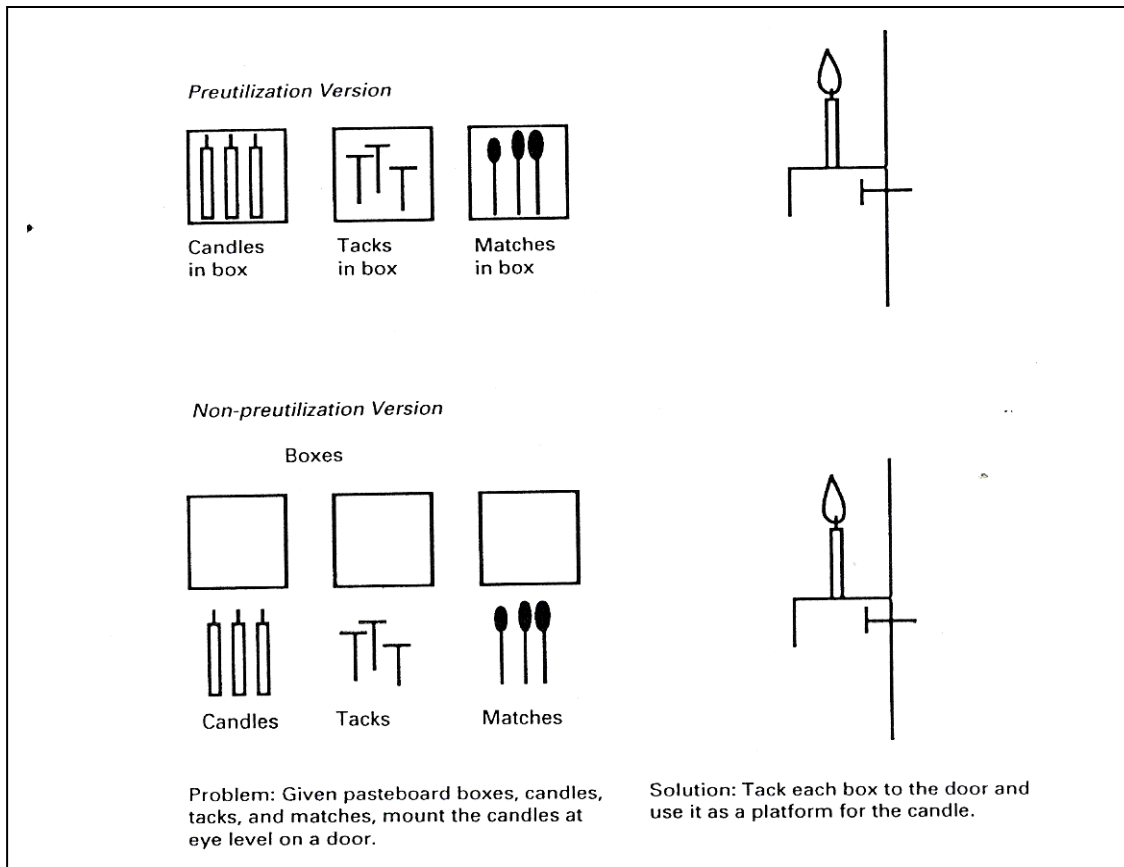 Preutilization Version
Candles
in box
Tacks
in box
Matches
in box
Non-preutilization Version
Boxes
Candles
Tacks
Matches
Problem: Given pasteboard boxes, candles,
tacks, and matches, mount the candles at
eye level on a door.
Solution: Tack each box to the door and
use it as a platform for the candle.